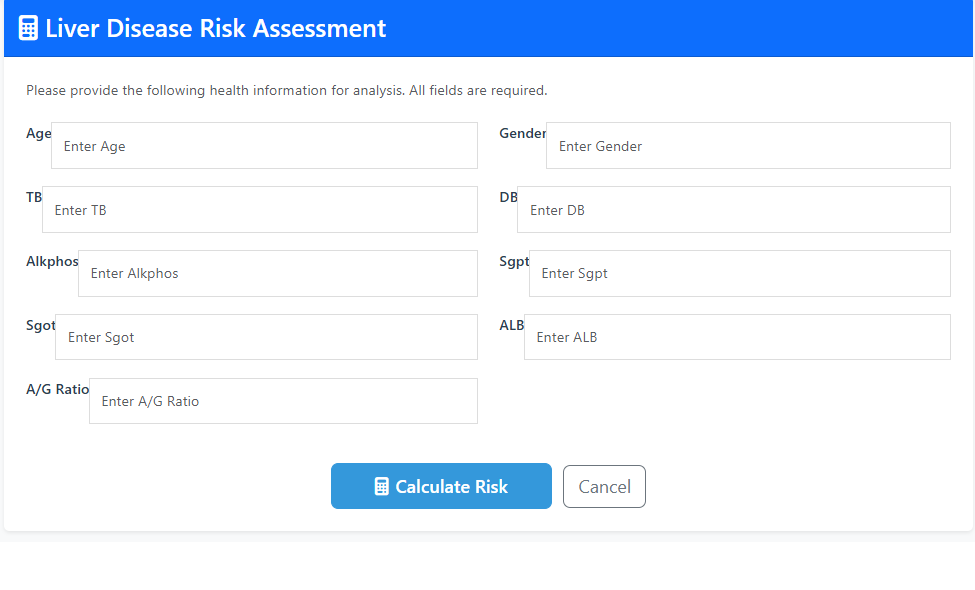 Liver Disease Risk Assessment
Please provide the following health information for analysis. All fields are required.
Age Enter Age Gender Enter Gender
TB Enter TB DB Enter DB
Alkphos Enter Alkphos Sgpt Enter Sgpt
Sgot Enter Sgot ALB Enter ALB
A/G Ratio Enter A/G Ratio
Calculate Risk Cancel